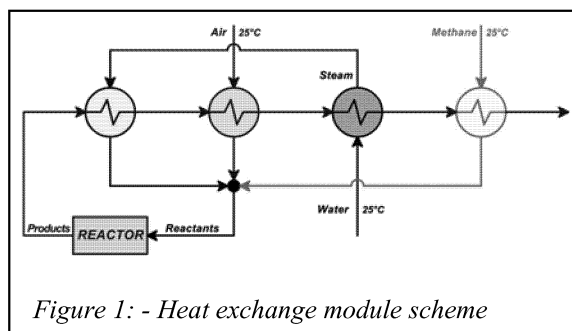 Air 25°C
Methane 25°C
Steam
Water 25°C
Products REACTOR Reactants
Figure 1: - Heat exchange module scheme